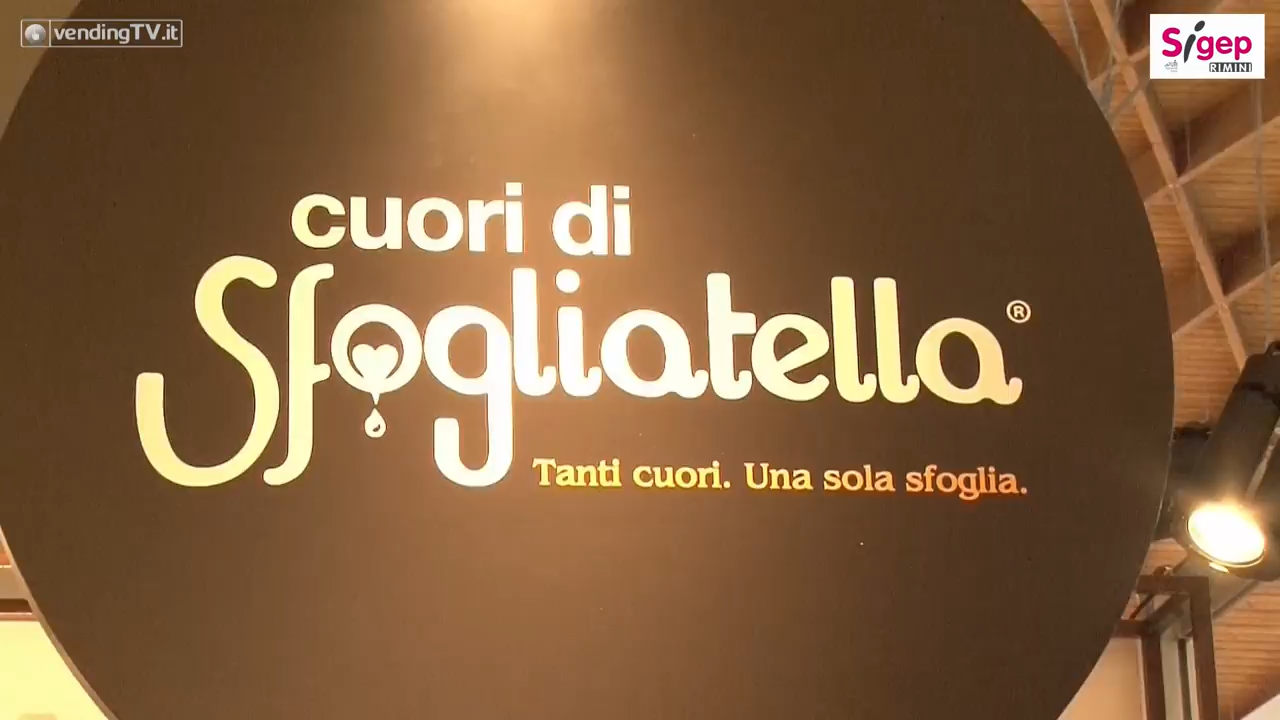 vendingTV.it
Sigep
RIMINI
cuori di
Sfogliatella®
Tanti cuori. Una sola sfoglia.